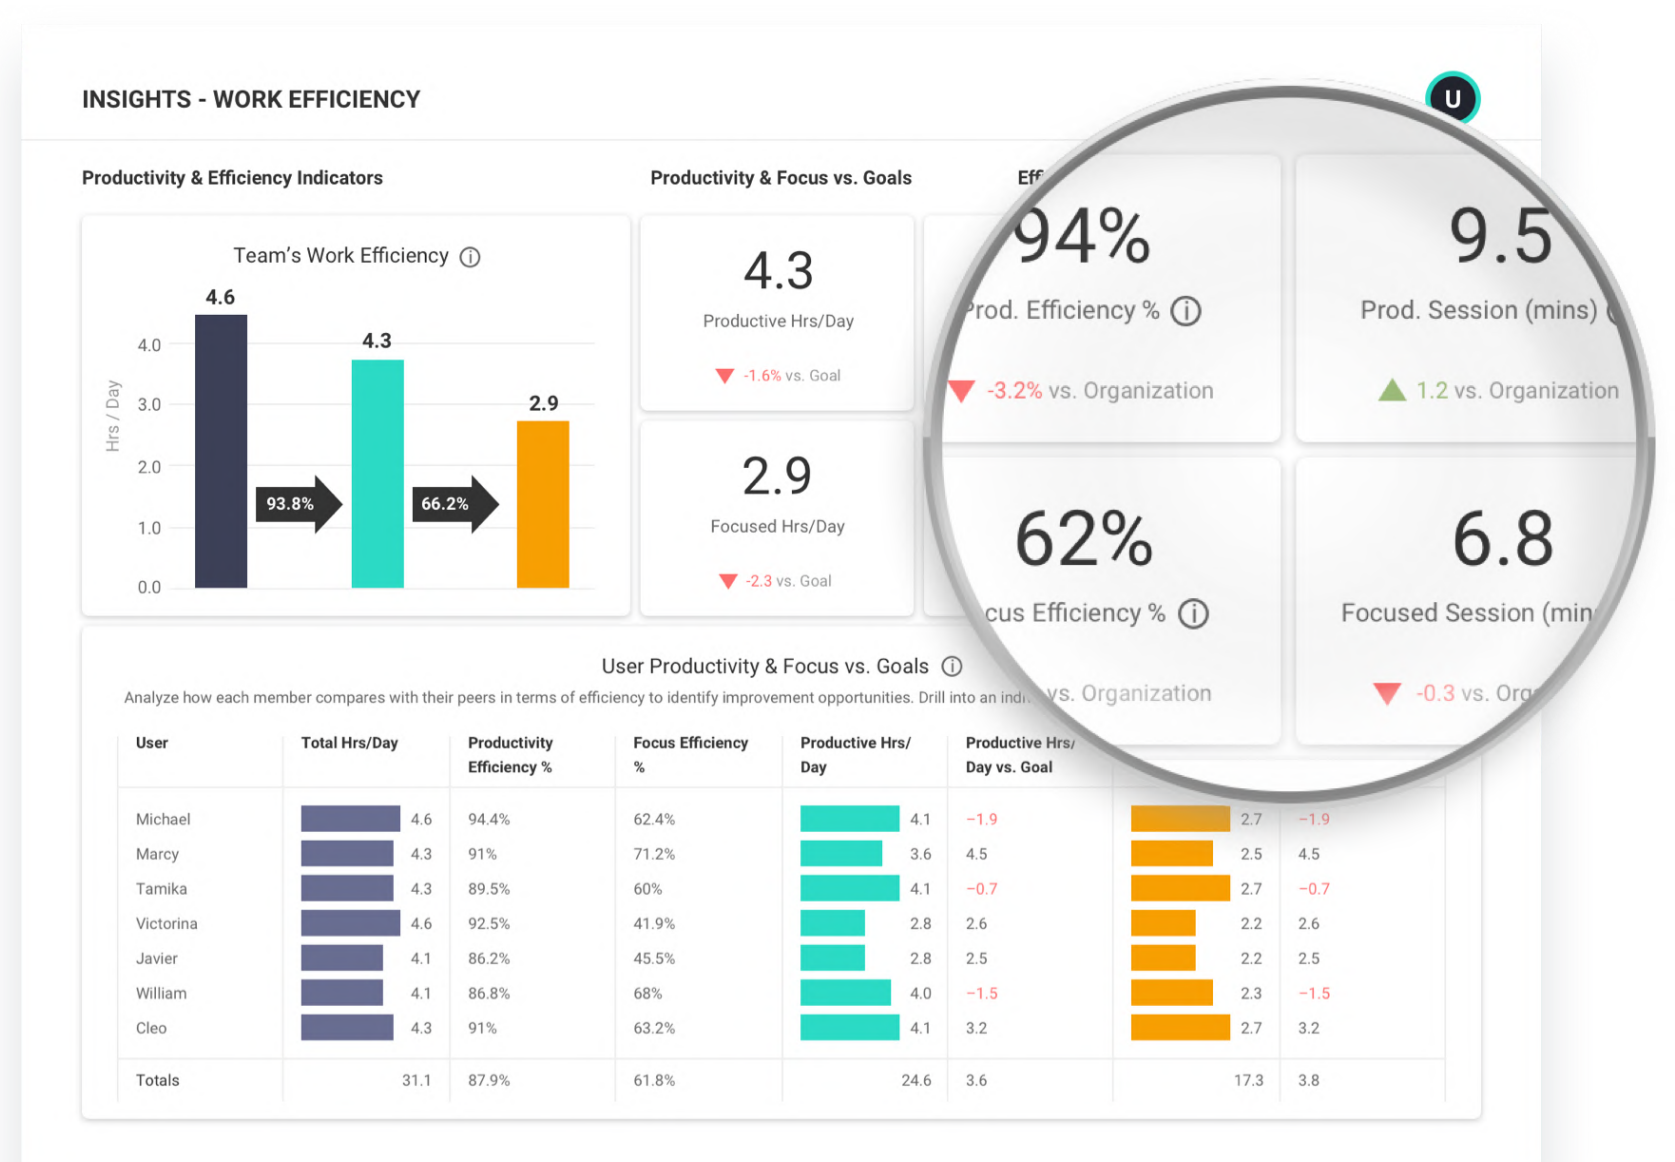 INSIGHTS - WORK EFFICIENCY
U
Productivity & Efficiency Indicators
Productivity & Focus vs. Goals
Team's Work Efficiency
4.6
4.3
2.9
4.0
3.0
2.0
1.0
0.0
Hrs / Day
93.8%
66.2%
4.3
Productive Hrs/Day
-1.6% vs. Goal
2.9
Focused Hrs/Day
-2.3 vs. Goal
94%
Prod. Efficiency %
-3.2% vs. Organization
9.5
Prod. Session (mins)
1.2 vs. Organization
62%
Efficiency %
vs. Organization
6.8
Focused Session
-0.3 vs.
User Productivity & Focus vs. Goals
Analyze how each member compares with their peers in terms of efficiency to identify improvement opportunities. Drill into an
User Total Hrs/Day Productivity Efficiency % Focus Efficiency % Productive Hrs/ Day Productive Hrs/ Day vs. Goal
Michael 4.6 94.4% 62.4% 4.1 −1.9 2.7 −1.9
Marcy 4.3 91% 71.2% 3.6 4.5 2.5 4.5
Tamika 4.3 89.5% 60% 4.1 −0.7 2.7 −0.7
Victorina 4.6 92.5% 41.9% 2.8 2.6 2.2 2.6
Javier 4.1 86.2% 45.5% 2.8 2.5 2.2 2.5
William 4.1 86.8% 68% 4.0 −1.5 2.3 −1.5
Cleo 4.3 91% 63.2% 4.1 3.2 2.7 3.2
Totals 31.1 87.9% 61.8% 24.6 3.6 17.3 3.8